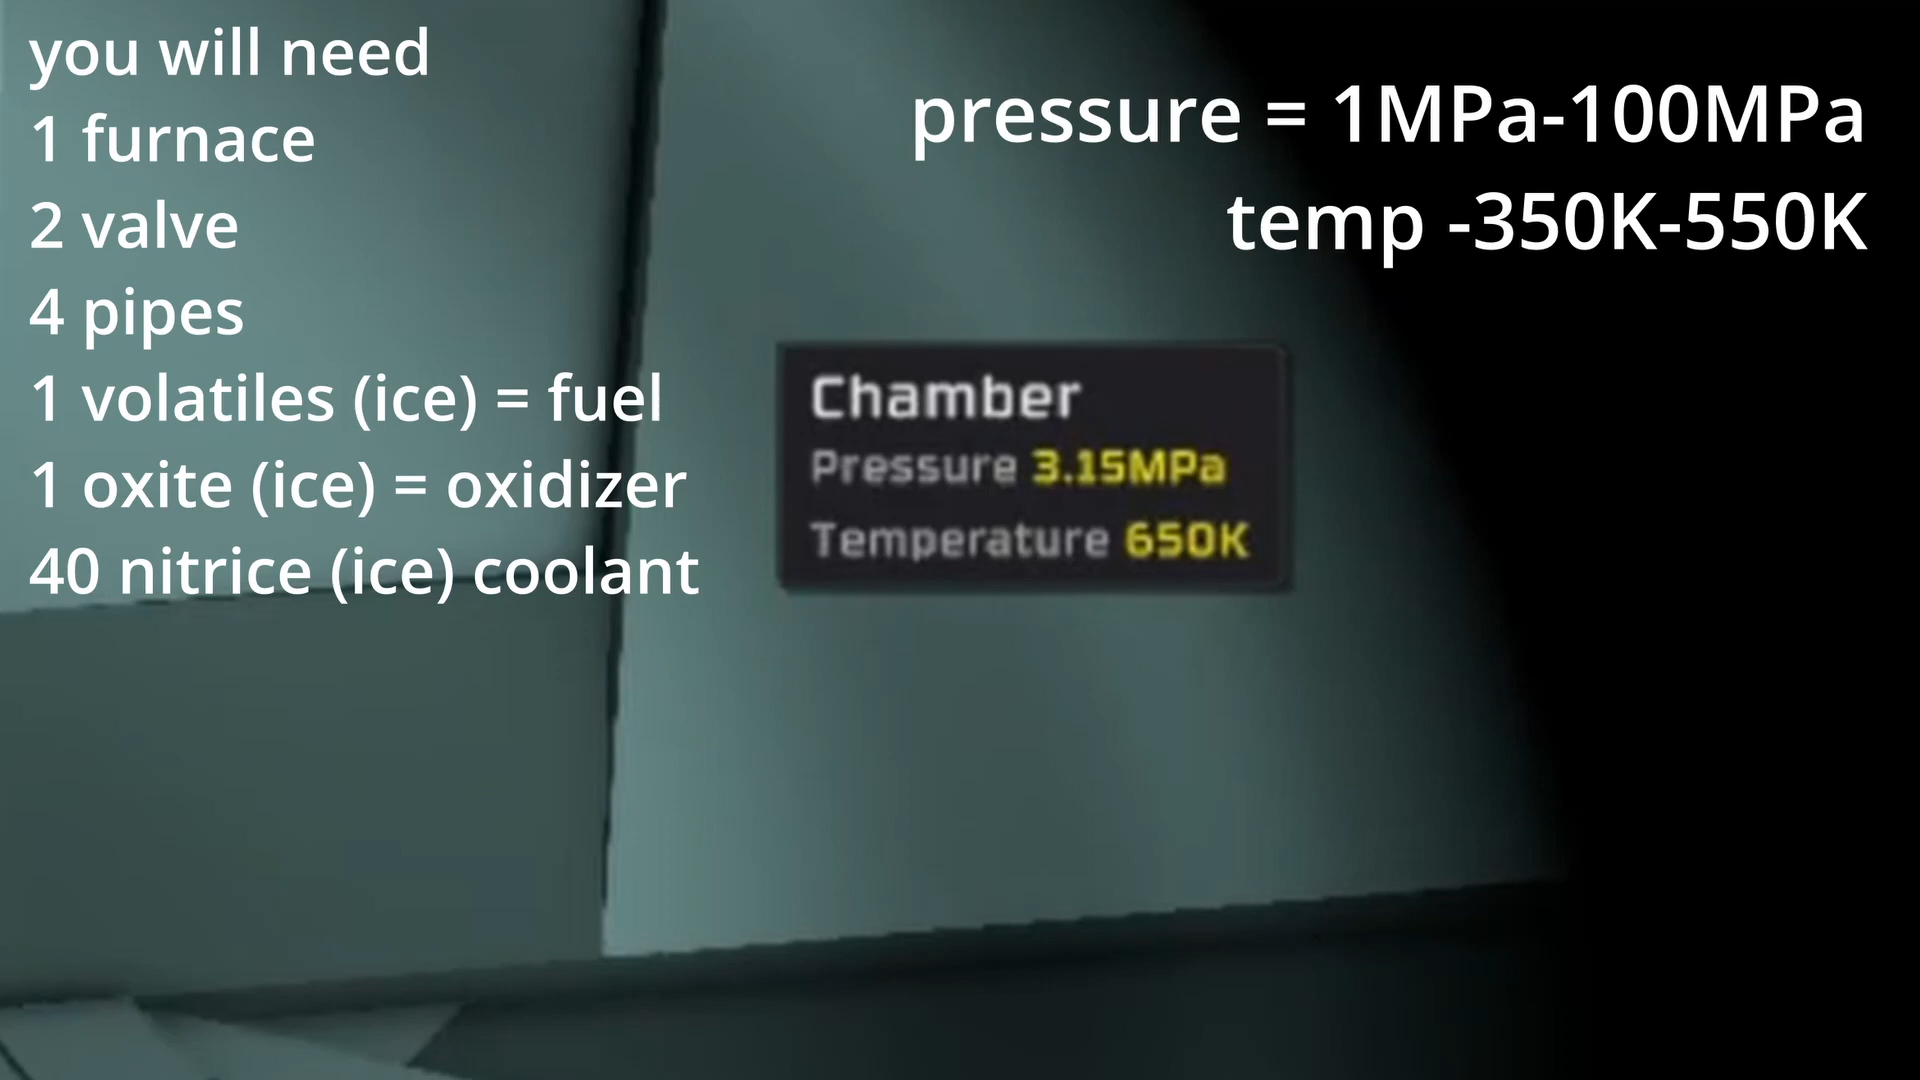 you will need
1 furnace
2 valve
4 pipes
1 volatiles (ice) = fuel
1 oxite (ice) = oxidizer
40 nitrice (ice) coolant
pressure = 1MPa-100MPa
temp -350K-550K
Chamber
Pressure 3.15MPa
Temperature 650K